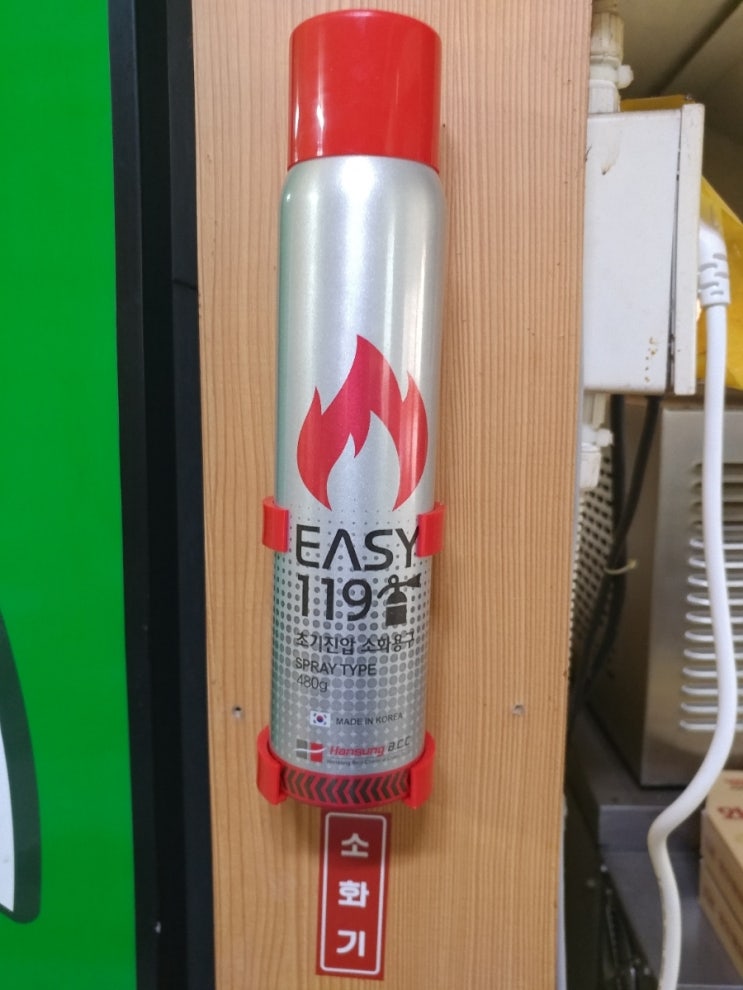 EASY
119
초기진압 소화용구
SPRAY TYPE
480g
MADE IN KOREA
Hansung B.C.C
소
화
기